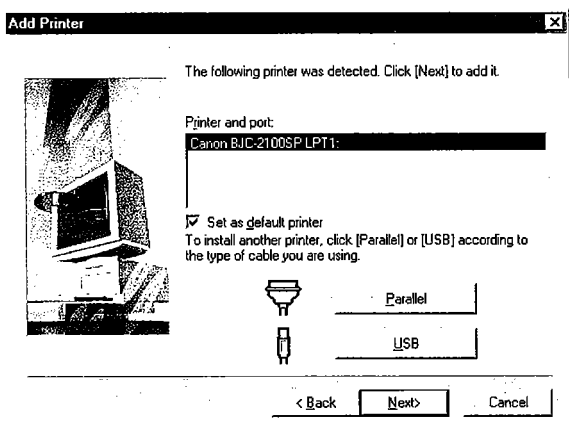 Add Printer
The following printer was detected. Click [Next] to add it.
Printer and port:
Canon BJC-2100SP LPT1:
Set as default printer
To install another printer, click [Parallel] or [USB] according to
the type of cable you are using.
Parallel
USB
< Back Next> Cancel